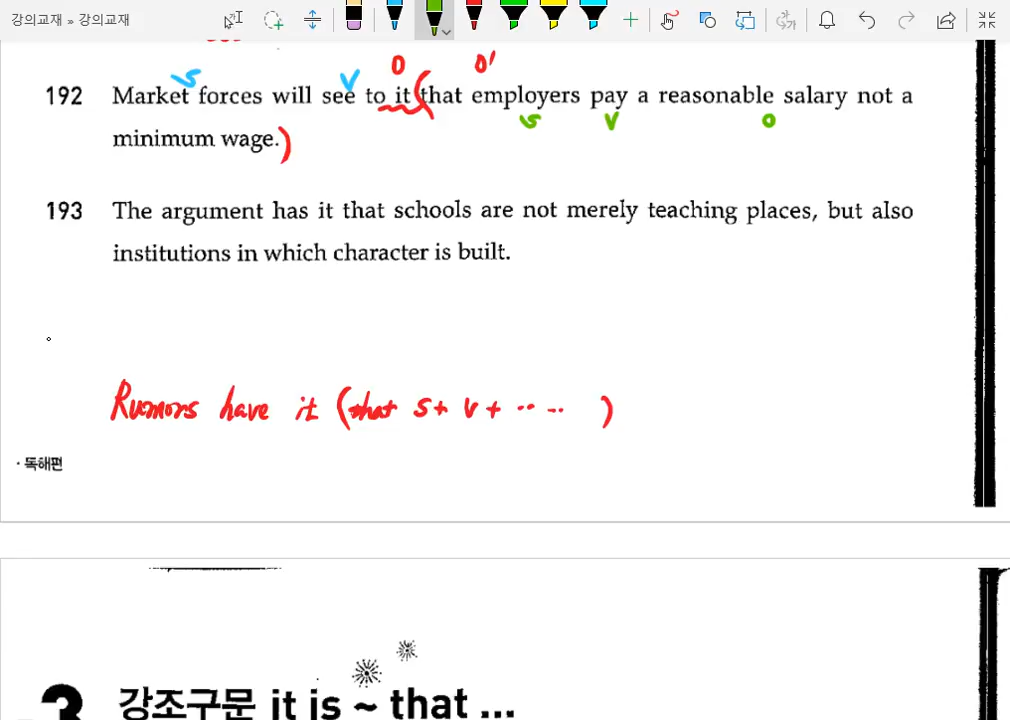 강의교재 » 강의교재
S V O O'
192 Market forces will see to it (that employers pay a reasonable salary not a
S V O
minimum wage.)
193 The argument has it that schools are not merely teaching places, but also
institutions in which character is built.
Rumors have it (that S+ V+ ‥ ‥ )
· 독해편
3 강조구문 it is ~ that ...